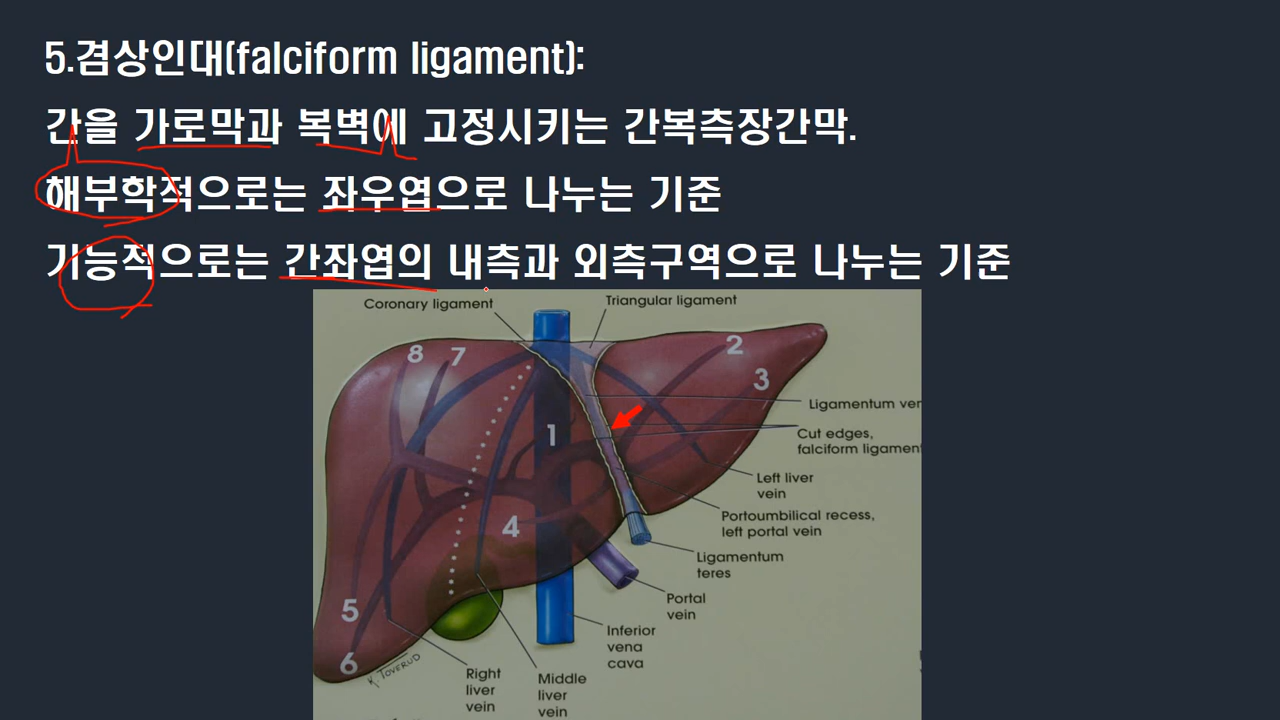 5.겸상인대(falciform ligament):
간을 가로막과 복벽에 고정시키는 간복측장간막.
해부학적으로는 좌우엽으로 나누는 기준
기능적으로는 간좌엽의 내측과 외측구역으로 나누는 기준
Coronary ligament
Triangular ligament
8 7
2
3
Ligamentum ven
1
Cut edges,
falciform ligament
Left liver
vein
4
Portoumbilical recess,
left portal vein
Ligamentum
teres
5
Portal
vein
6
Inferior
vena
cava
K. TOVERUD
Right
liver
vein
Middle
liver
vein